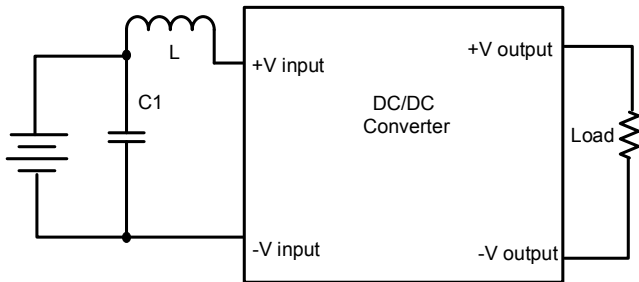 L
+V input
+V output
C1
DC/DC
Converter
Load
-V input
-V output